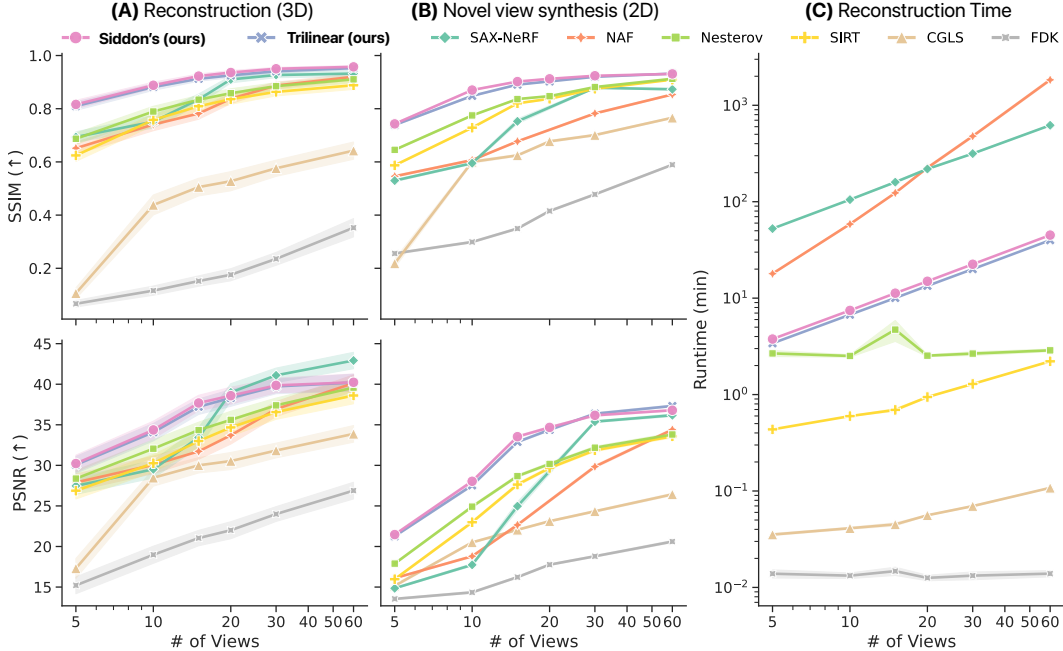 (A) Reconstruction (3D)
(B) Novel view synthesis (2D)
(C) Reconstruction Time
Siddon's (ours)
Trilinear (ours)
SAX-NeRF
NAF
Nesterov
SIRT
CGLS
FDK
SSIM (↑)
1.0
0.8
0.6
0.4
0.2
PSNR (↑)
45
40
35
30
25
20
15
5 10 20 30 50 60
# of Views
5 10 20 30 50 60
# of Views
Runtime (min)
10³
10²
10¹
10⁰
10⁻¹
10⁻²
5 10 20 30 50 60
# of Views